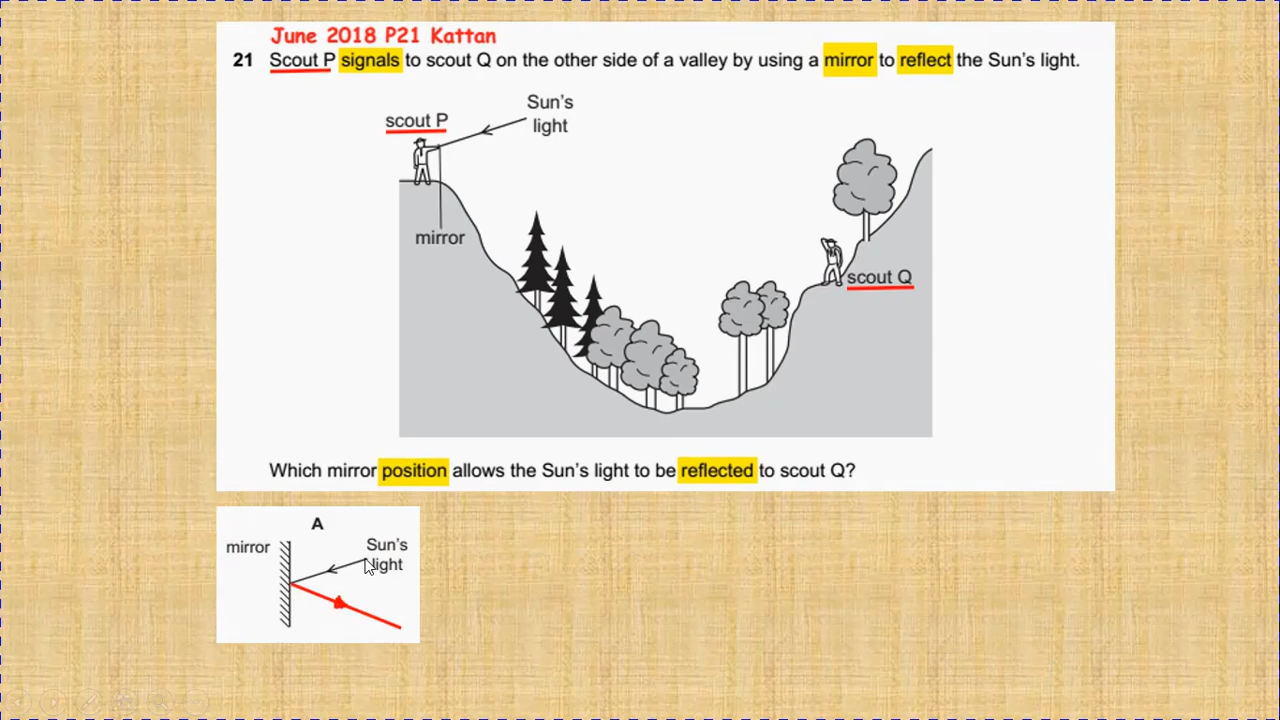 June 2018 P21 Kattan
21 Scout P signals to scout Q on the other side of a valley by using a mirror to reflect the Sun's light.
Sun's
light
scout P
mirror
scout Q
Which mirror position allows the Sun's light to be reflected to scout Q?
A
mirror
Sun's
light